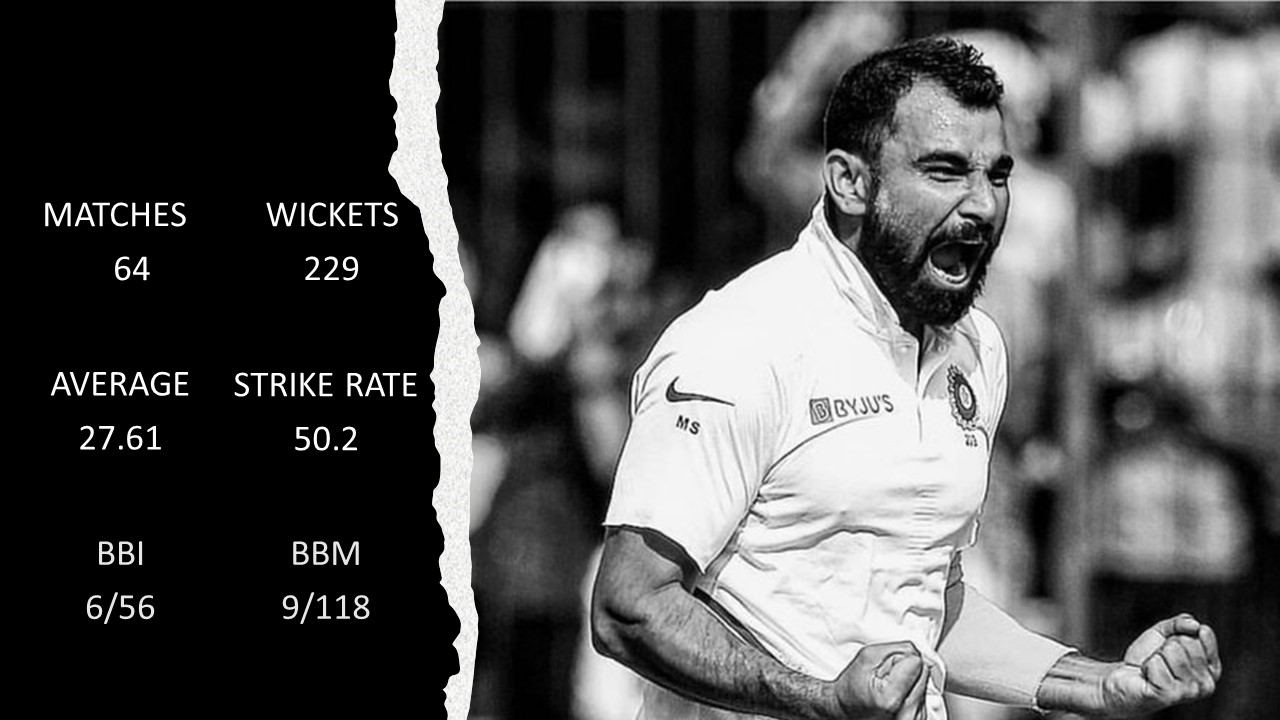 MATCHES WICKETS
64 229
AVERAGE STRIKE RATE
27.61 50.2
BBI BBM
6/56 9/118
MS
B BYJU'S